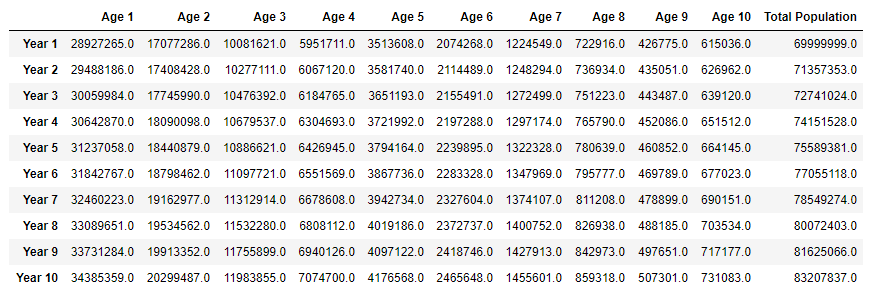 Age 1 Age 2 Age 3 Age 4 Age 5 Age 6 Age 7 Age 8 Age 9 Age 10 Total Population
Year 1 28927265.0 17077286.0 10081621.0 5951711.0 3513608.0 2074268.0 1224549.0 722916.0 426775.0 615036.0 69999999.0
Year 2 29488186.0 17408428.0 10277111.0 6067120.0 3581740.0 2114489.0 1248294.0 736934.0 435051.0 626962.0 71357353.0
Year 3 30059984.0 17745990.0 10476392.0 6184765.0 3651193.0 2155491.0 1272499.0 751223.0 443487.0 639120.0 72741024.0
Year 4 30642870.0 18090098.0 10679537.0 6304693.0 3721992.0 2197288.0 1297174.0 765790.0 452086.0 651512.0 74151528.0
Year 5 31237058.0 18440879.0 10886621.0 6426945.0 3794164.0 2239895.0 1322328.0 780639.0 460852.0 664145.0 75589381.0
Year 6 31842767.0 18798462.0 11097721.0 6551569.0 3867736.0 2283328.0 1347969.0 795777.0 469789.0 677023.0 77055118.0
Year 7 32460223.0 19162977.0 11312914.0 6678608.0 3942734.0 2327604.0 1374107.0 811208.0 478899.0 690151.0 78549274.0
Year 8 33089651.0 19534562.0 11532280.0 6808112.0 4019186.0 2372737.0 1400752.0 826938.0 488185.0 703534.0 80072403.0
Year 9 33731284.0 19913352.0 11755899.0 6940126.0 4097122.0 2418746.0 1427913.0 842973.0 497651.0 717177.0 81625066.0
Year 10 34385359.0 20299487.0 11983855.0 7074700.0 4176568.0 2465648.0 1455601.0 859318.0 507301.0 731083.0 83207837.0